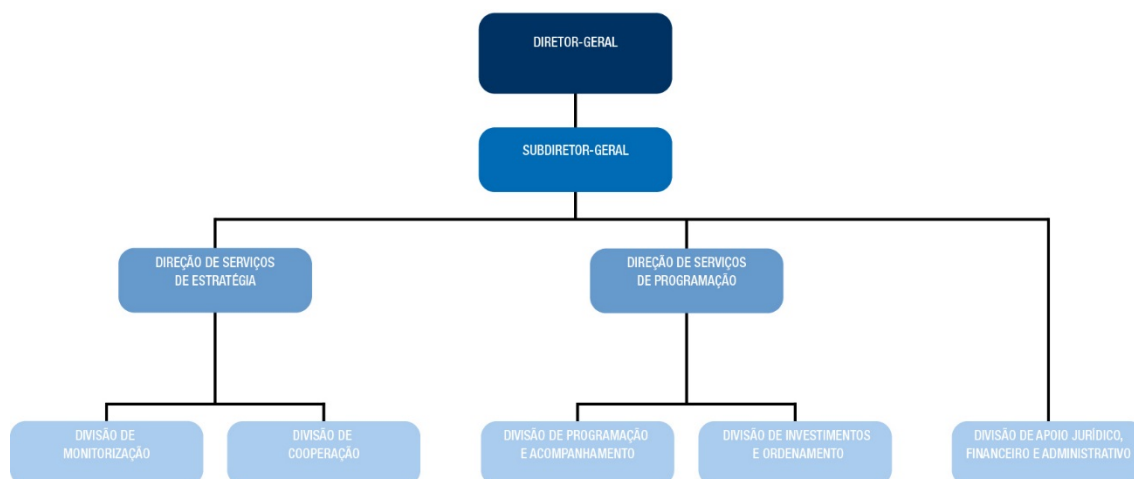 DIRETOR-GERAL
SUBDIRETOR-GERAL
DIREÇÃO DE SERVIÇOS
DE ESTRATÉGIA
DIREÇÃO DE SERVIÇOS
DE PROGRAMAÇÃO
DIVISÃO DE
MONITORIZAÇÃO
DIVISÃO DE
COOPERAÇÃO
DIVISÃO DE PROGRAMAÇÃO
E ACOMPANHAMENTO
DIVISÃO DE INVESTIMENTOS
E ORDENAMENTO
DIVISÃO DE APOIO JURÍDICO,
FINANCEIRO E ADMINISTRATIVO